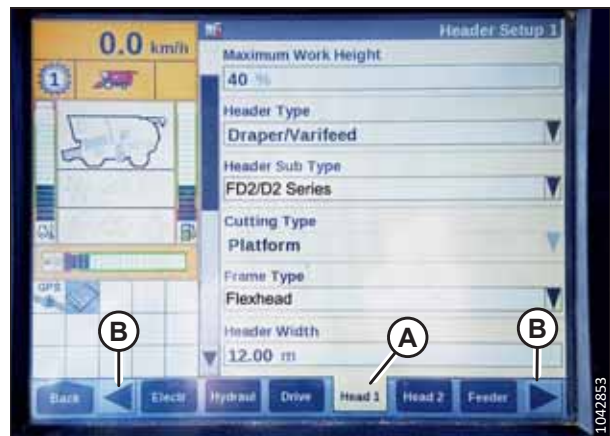 0.0 km/h
Header Setup 1
1
Maximum Work Height
40 %
Header Type
Draper/Varifeed
Header Sub Type
FD2/D2 Series
Cutting Type
Platform
Frame Type
Flexhead
Header Width
12.00 m
GPS
B
A
B
Back Electr Hydraul Drive Head 1 Head 2 Feeder
1042853